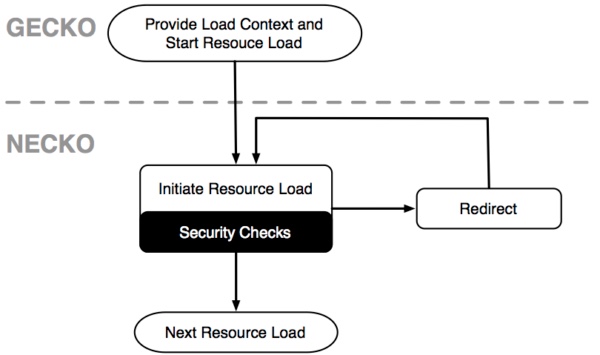 GECKO
Provide Load Context and
Start Resouce Load
NECKO
Initiate Resource Load
Security Checks
Redirect
Next Resource Load